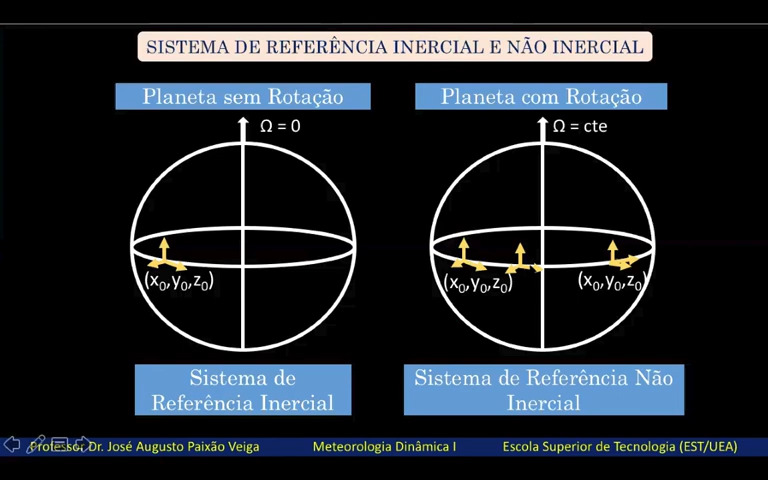 SISTEMA DE REFERÊNCIA INERCIAL E NÃO INERCIAL
Planeta sem Rotação
Planeta com Rotação
Ω = 0
Ω = cte
(x₀,y₀,z₀)
(x₀,y₀,z₀)
(x₀,y₀,z₀)
Sistema de
Referência Inercial
Sistema de Referência Não
Inercial
Professor Dr. José Augusto Paixão Veiga
Meteorologia Dinâmica I
Escola Superior de Tecnologia (EST/UEA)